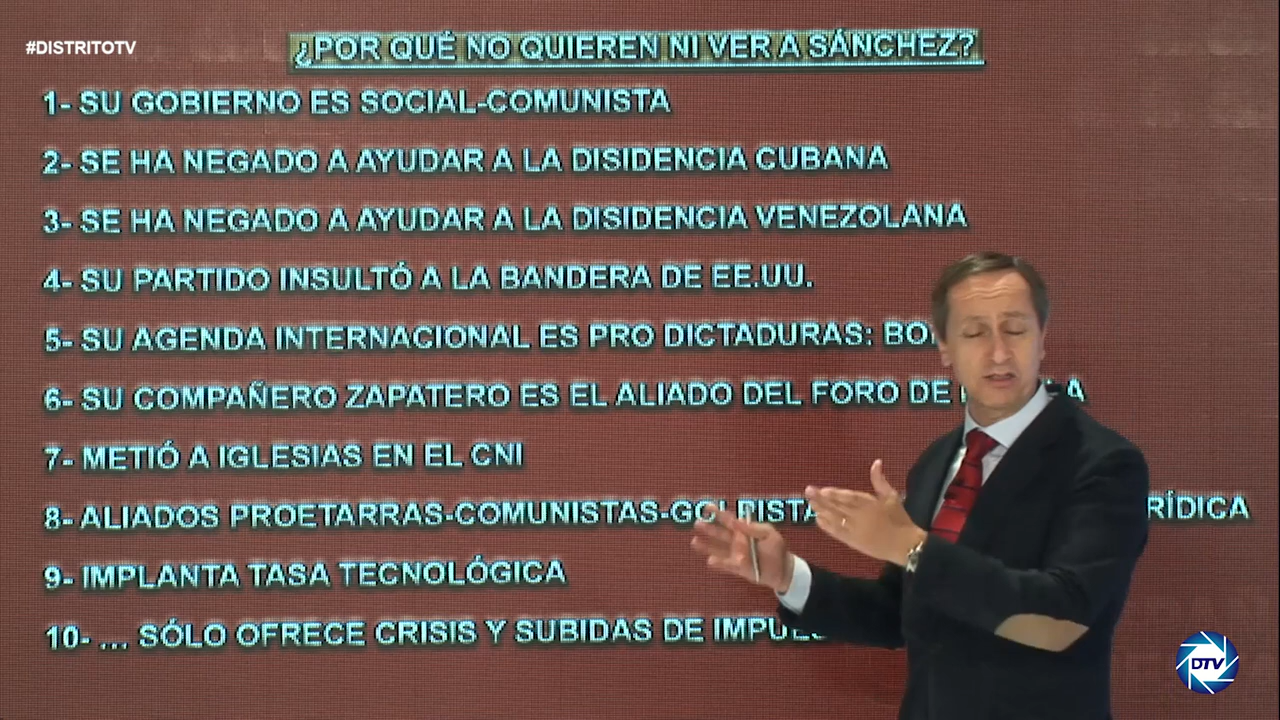 #DISTRITOTV
¿POR QUÉ NO QUIEREN NI VER A SÁNCHEZ?
1- SU GOBIERNO ES SOCIAL-COMUNISTA
2- SE HA NEGADO A AYUDAR A LA DISIDENCIA CUBANA
3- SE HA NEGADO A AYUDAR A LA DISIDENCIA VENEZOLANA
4- SU PARTIDO INSULTÓ A LA BANDERA DE EE.UU.
5- SU AGENDA INTERNACIONAL ES PRO DICTADURAS:
6- SU COMPAÑERO ZAPATERO ES EL ALIADO DEL FORO DE
7- METIÓ A IGLESIAS EN EL CNI
8- ALIADOS PROETARRAS-COMUNISTAS-
9- IMPLANTA TASA TECNOLÓGICA
10- ... SÓLO OFRECE CRISIS Y SUBIDAS DE
DTV